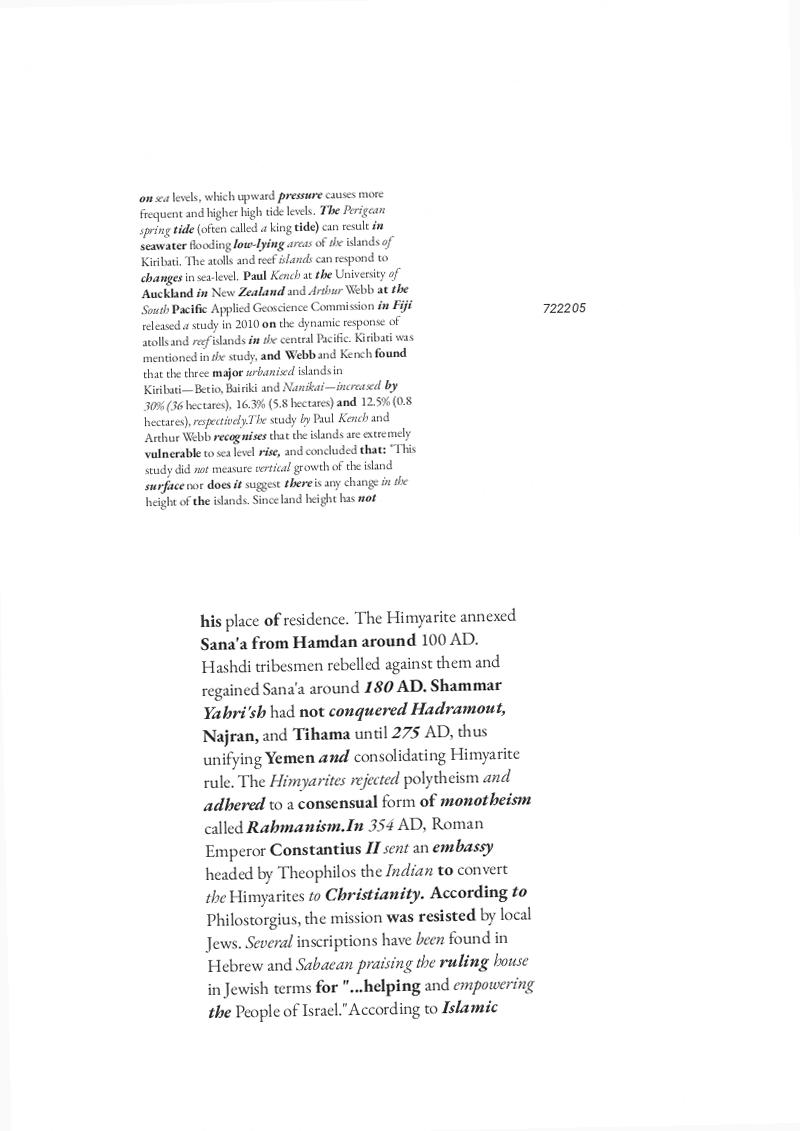 on sea levels, which upward pressure causes more
frequent and higher high tide levels. The Perigean
spring tide (often called a king tide) can result in
seawater flooding low-lying areas of the islands of
Kiribati. The atolls and reef islands can respond to
changes in sea-level. Paul Kench at the University of
Auckland in New Zealand and Arthur Webb at the
South Pacific Applied Geoscience Commission in Fiji
released a study in 2010 on the dynamic response of
atolls and reef islands in the central Pacific. Kiribati was
mentioned in the study, and Webb and Kench found
that the three major urbanised islands in
Kiribati—Betio, Bairiki and Nanikai—increased by
30% (36 hectares), 16.3% (5.8 hectares) and 12.5% (0.8
hectares), respectively.The study by Paul Kench and
Arthur Webb recognises that the islands are extremely
vulnerable to sea level rise, and concluded that: "This
study did not measure vertical growth of the island
surface nor does it suggest there is any change in the
height of the islands. Since land height has not
722205
his place of residence. The Himyarite annexed
Sana'a from Hamdan around 100 AD.
Hashdi tribesmen rebelled against them and
regained Sana'a around 180 AD. Shammar
Yahri'sh had not conquered Hadramout,
Najran, and Tihama until 275 AD, thus
unifying Yemen and consolidating Himyarite
rule. The Himyarites rejected polytheism and
adhered to a consensual form of monotheism
called Rahmanism.In 354 AD, Roman
Emperor Constantius II sent an embassy
headed by Theophilos the Indian to convert
the Himyarites to Christianity. According to
Philostorgius, the mission was resisted by local
Jews. Several inscriptions have been found in
Hebrew and Sabaean praising the ruling house
in Jewish terms for "...helping and empowering
the People of Israel."According to Islamic